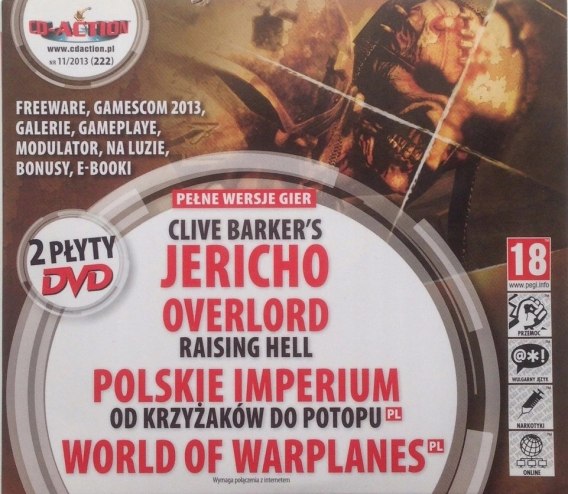 CD-ACTION
www.cdaction.pl
NR 11/2013 (222)
FREEWARE, GAMESCOM 2013,
GALERIE, GAMEPLAYE,
MODULATOR, NA LUZIE,
BONUSY, E-BOOKI
PEŁNE WERSJE GIER
2 PŁYTY
DVD
CLIVE BARKER'S
JERICHO
OVERLORD
RAISING HELL
POLSKIE IMPERIUM
OD KRZYŻAKÓW DO POTOPU PL
WORLD OF WARPLANES PL
Wymaga połączenia z internetem
18
www.pegi.info
PRZEMOC
@*!
WULGARNY JĘZYK
NARKOTYKI
ONLINE